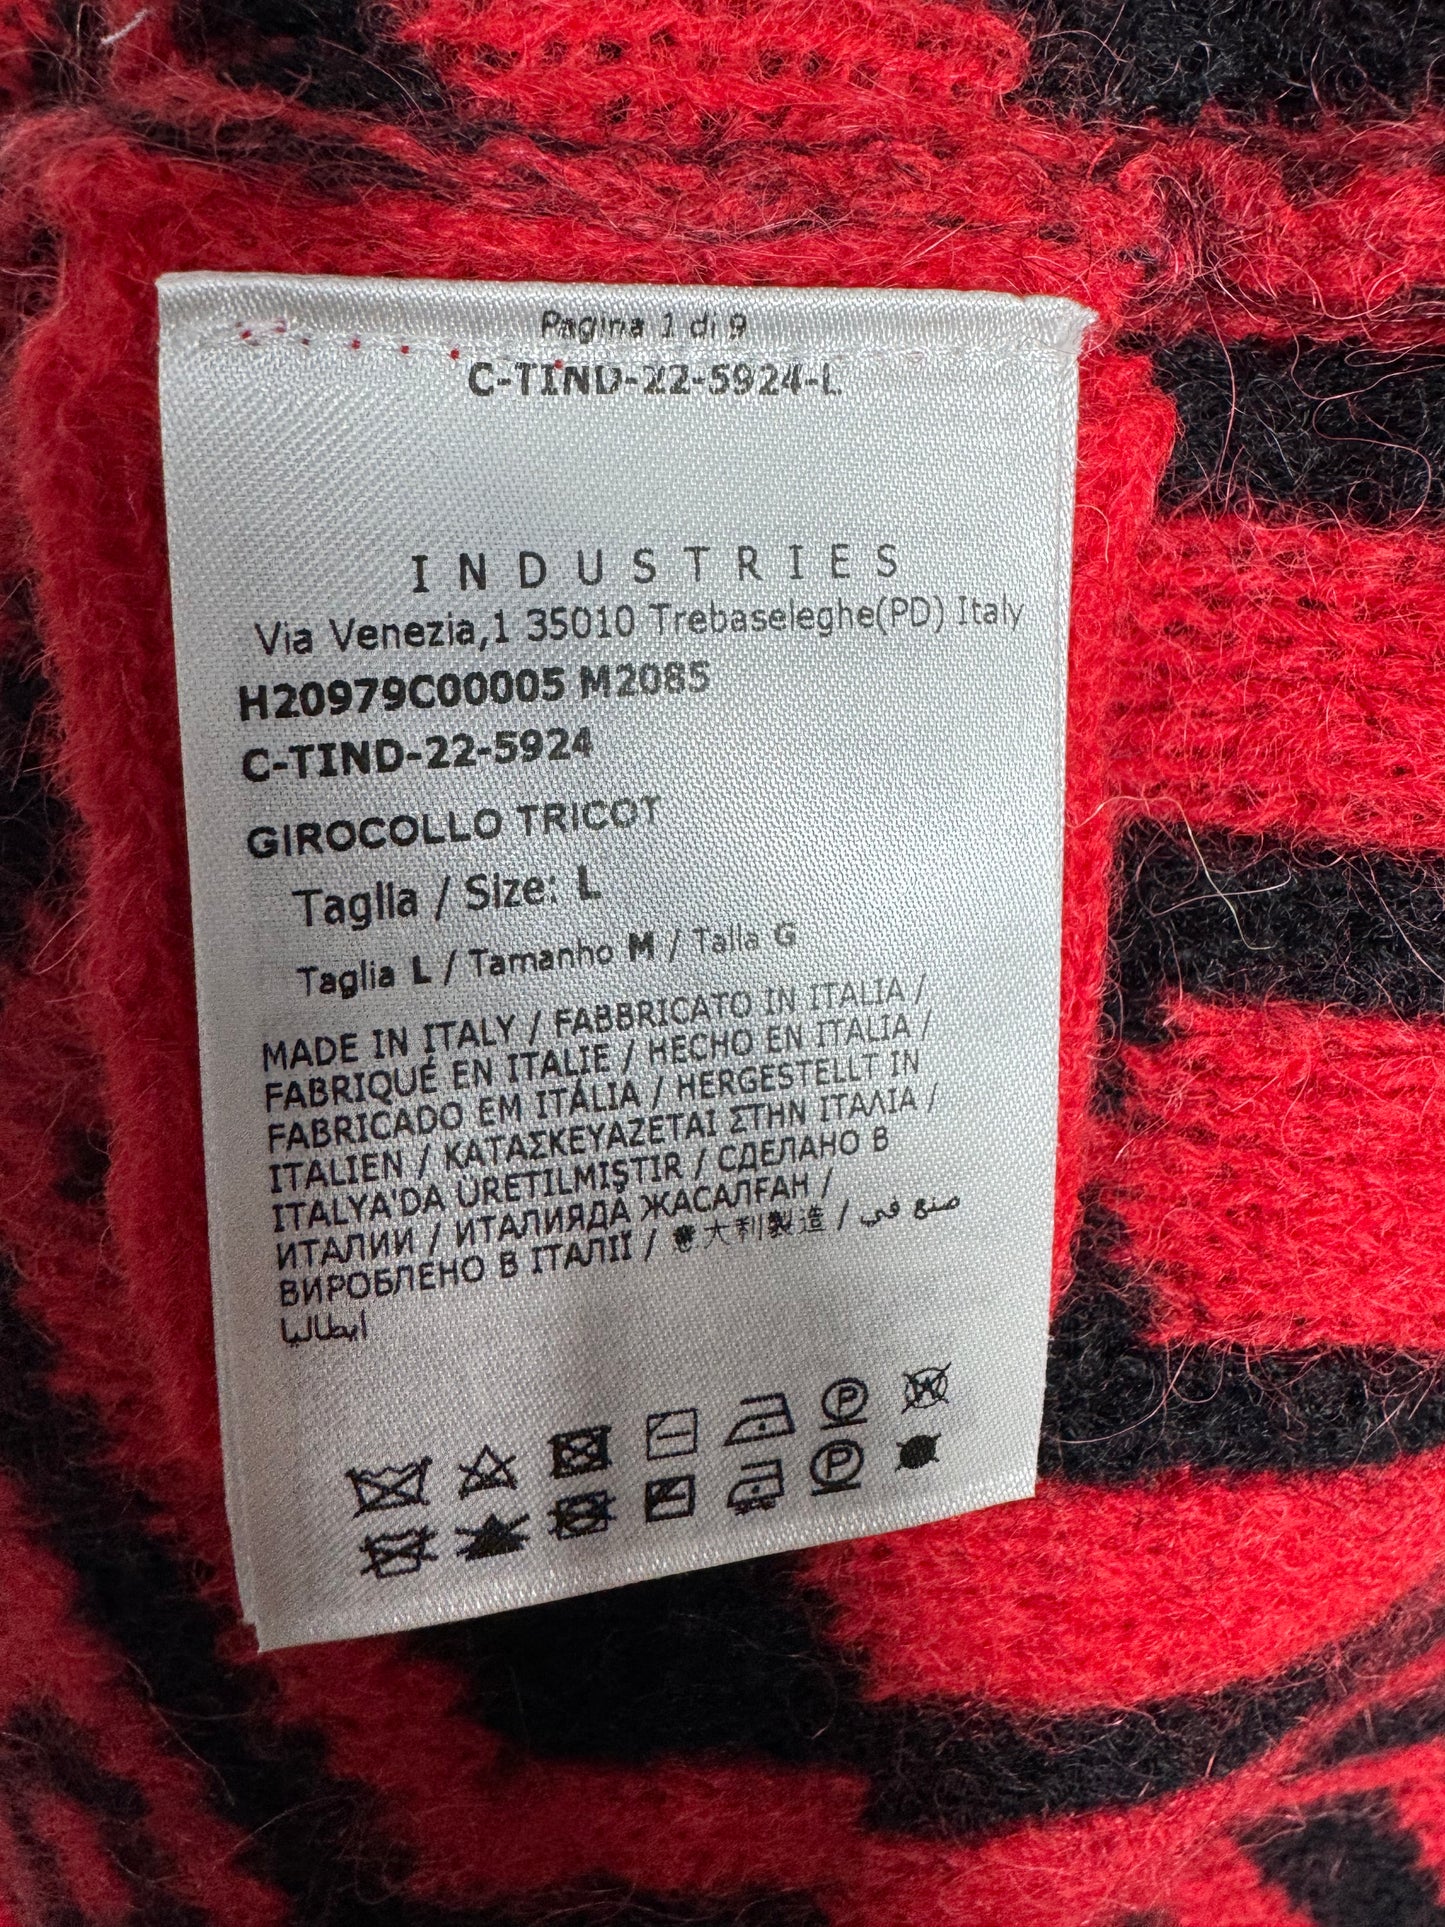 Pagina 1 di 9
C-TIND-22-5924-L
INDUSTRIES
Via Venezia,1 35010 Trebaseleghe(PD) Italy
H20979C00005 M2085
C-TIND-22-5924
GIROCOLLO TRICOT
Taglia / Size: L
Taglia L / Tamanho M / Talla G
MADE IN ITALY / FABBRICATO IN ITALIA /
FABRIQUÉ EN ITALIE / HECHO EN ITALIA /
FABRICADO EM ITÁLIA / HERGESTELLT IN
ITALIEN / ΚΑΤΑΣΚΕΥΑΖΕΤΑΙ ΣΤΗΝ ΙΤΑΛΙΑ /
ITALYA'DA ÜRETILMIŞTIR / СДЕЛАНО В
ИТАЛИИ / ИТАЛИЯДА ЖАСАЛҒАН /
ВИРОБЛЕНО В ІТАЛІЇ / 意大利製造 / صنع في
ايطاليا